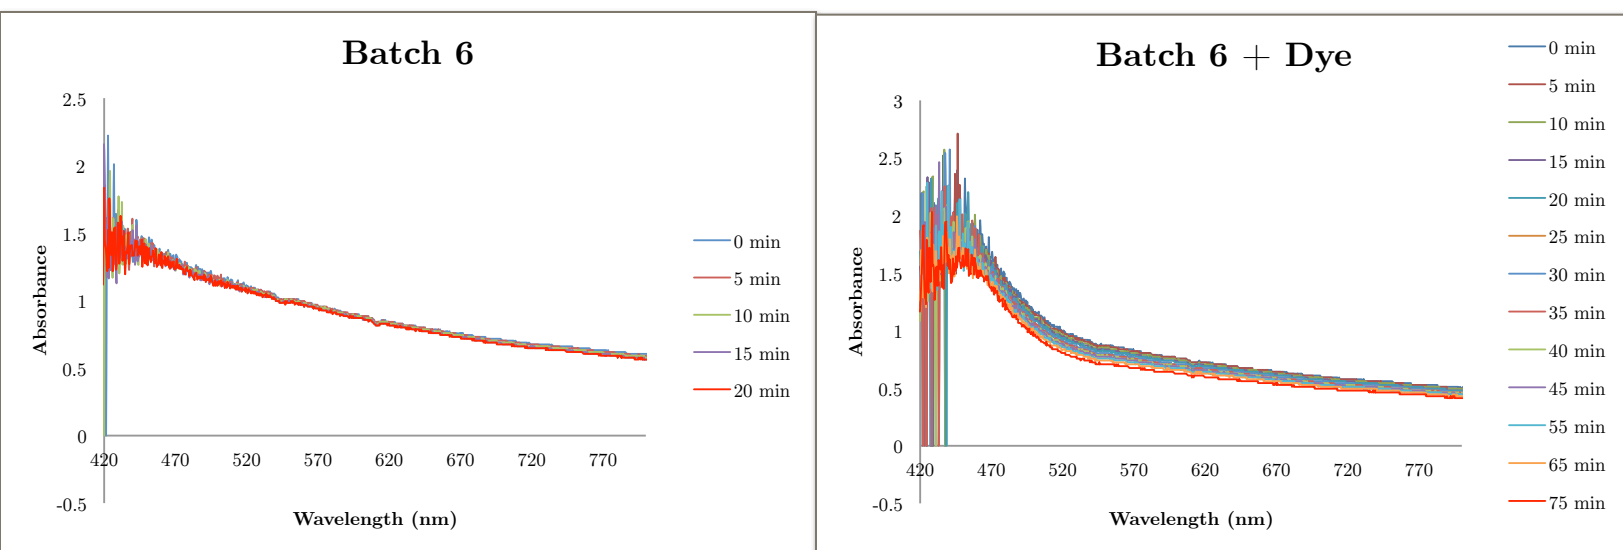 Batch 6
2.5
2
1.5
1
0.5
0
-0.5
420 470 520 570 620 670 720 770
Absorbance
Wavelength (nm)
0 min
5 min
10 min
15 min
20 min
Batch 6 + Dye
3
2.5
2
1.5
1
0.5
0
-0.5
420 470 520 570 620 670 720 770
Absorbance
Wavelength (nm)
0 min
5 min
10 min
15 min
20 min
25 min
30 min
35 min
40 min
45 min
55 min
65 min
75 min